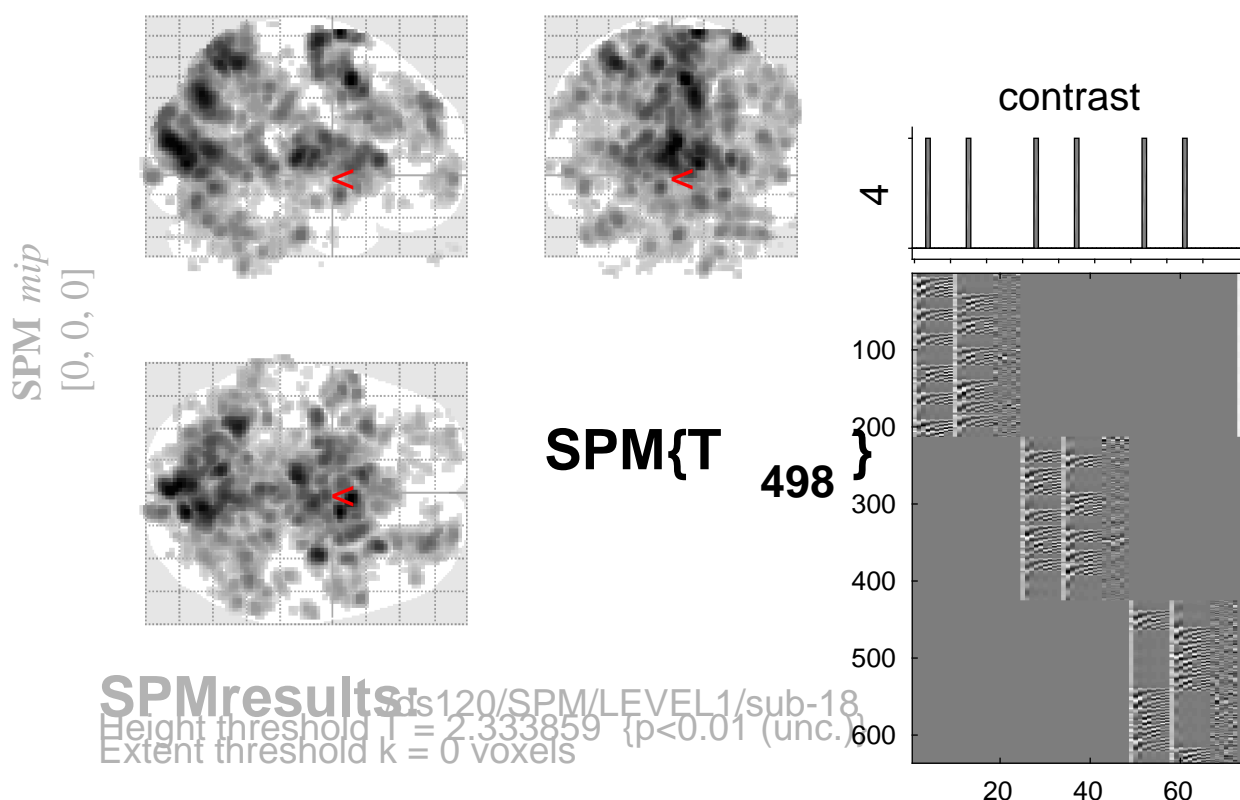 SPM mip
[0, 0, 0]
<
<
<
SPM{T498}
contrast
4
100
200
300
400
500
600
20
40
60
SPMresults: /ds120/SPM/LEVEL1/sub-18
Height threshold T = 2.333859 {p<0.01 (unc.)}
Extent threshold k = 0 voxels